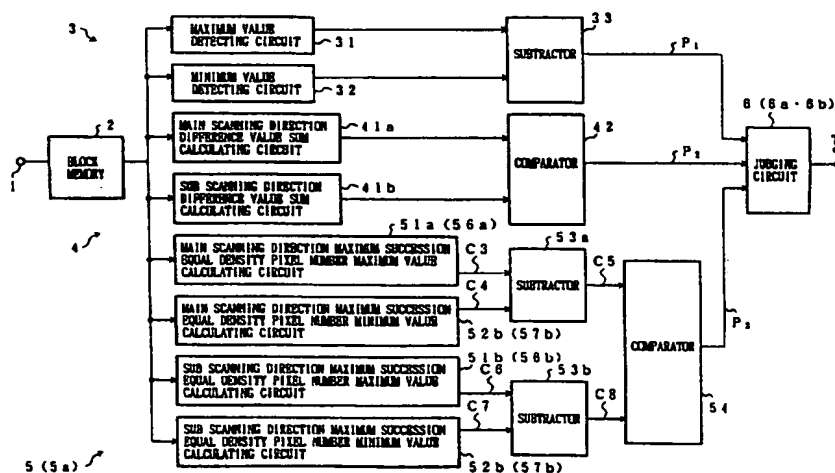 3
MAXIMUM VALUE
DETECTING CIRCUIT
31
MINIMUM VALUE
DETECTING CIRCUIT
32
SUBTRACTOR
33
P1
2
BLOCK
MEMORY
1
MAIN SCANNING DIRECTION
DIFFERENCE VALUE SUM
CALCULATING CIRCUIT
41a
SUB SCANNING DIRECTION
DIFFERENCE VALUE SUM
CALCULATING CIRCUIT
41b
COMPARATOR
42
P2
6 (6a·6b)
JUDGING
CIRCUIT
7
4
51a (56a)
MAIN SCANNING DIRECTION MAXIMUM SUCCESSION
EQUAL DENSITY PIXEL NUMBER MAXIMUM VALUE
CALCULATING CIRCUIT
C3
C4
53a
SUBTRACTOR
C5
MAIN SCANNING DIRECTION MAXIMUM SUCCESSION
EQUAL DENSITY PIXEL NUMBER MINIMUM VALUE
CALCULATING CIRCUIT
52b (57b)
51b (56b)
SUB SCANNING DIRECTION MAXIMUM SUCCESSION
EQUAL DENSITY PIXEL NUMBER MAXIMUM VALUE
CALCULATING CIRCUIT
C6
C7
53b
SUBTRACTOR
C8
SUB SCANNING DIRECTION MAXIMUM SUCCESSION
EQUAL DENSITY PIXEL NUMBER MINIMUM VALUE
CALCULATING CIRCUIT
52b (57b)
COMPARATOR
54
P3
5 (5a)